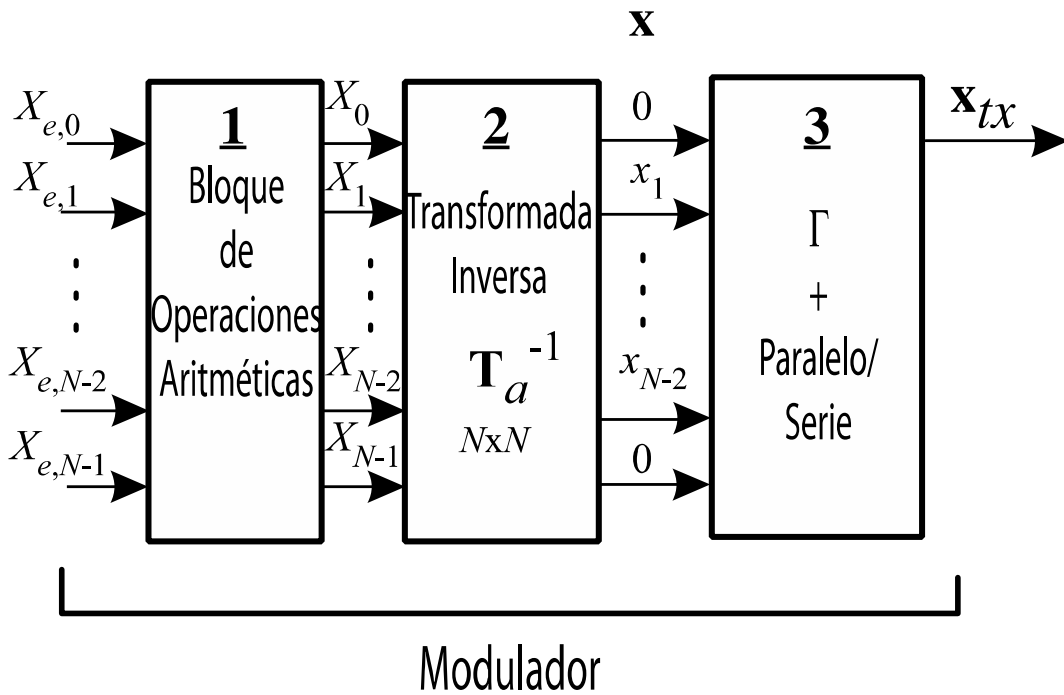 x
X_{e,0}
X_{e,1}
X_{e,N-2}
X_{e,N-1}
1
Bloque
de
Operaciones
Aritméticas
X_0
X_1
X_{N-2}
X_{N-1}
2
Transformada
Inversa
T_a^{-1}
NxN
0
x_1
x_{N-2}
0
3
Γ
+
Paralelo/
Serie
x_{tx}
Modulador